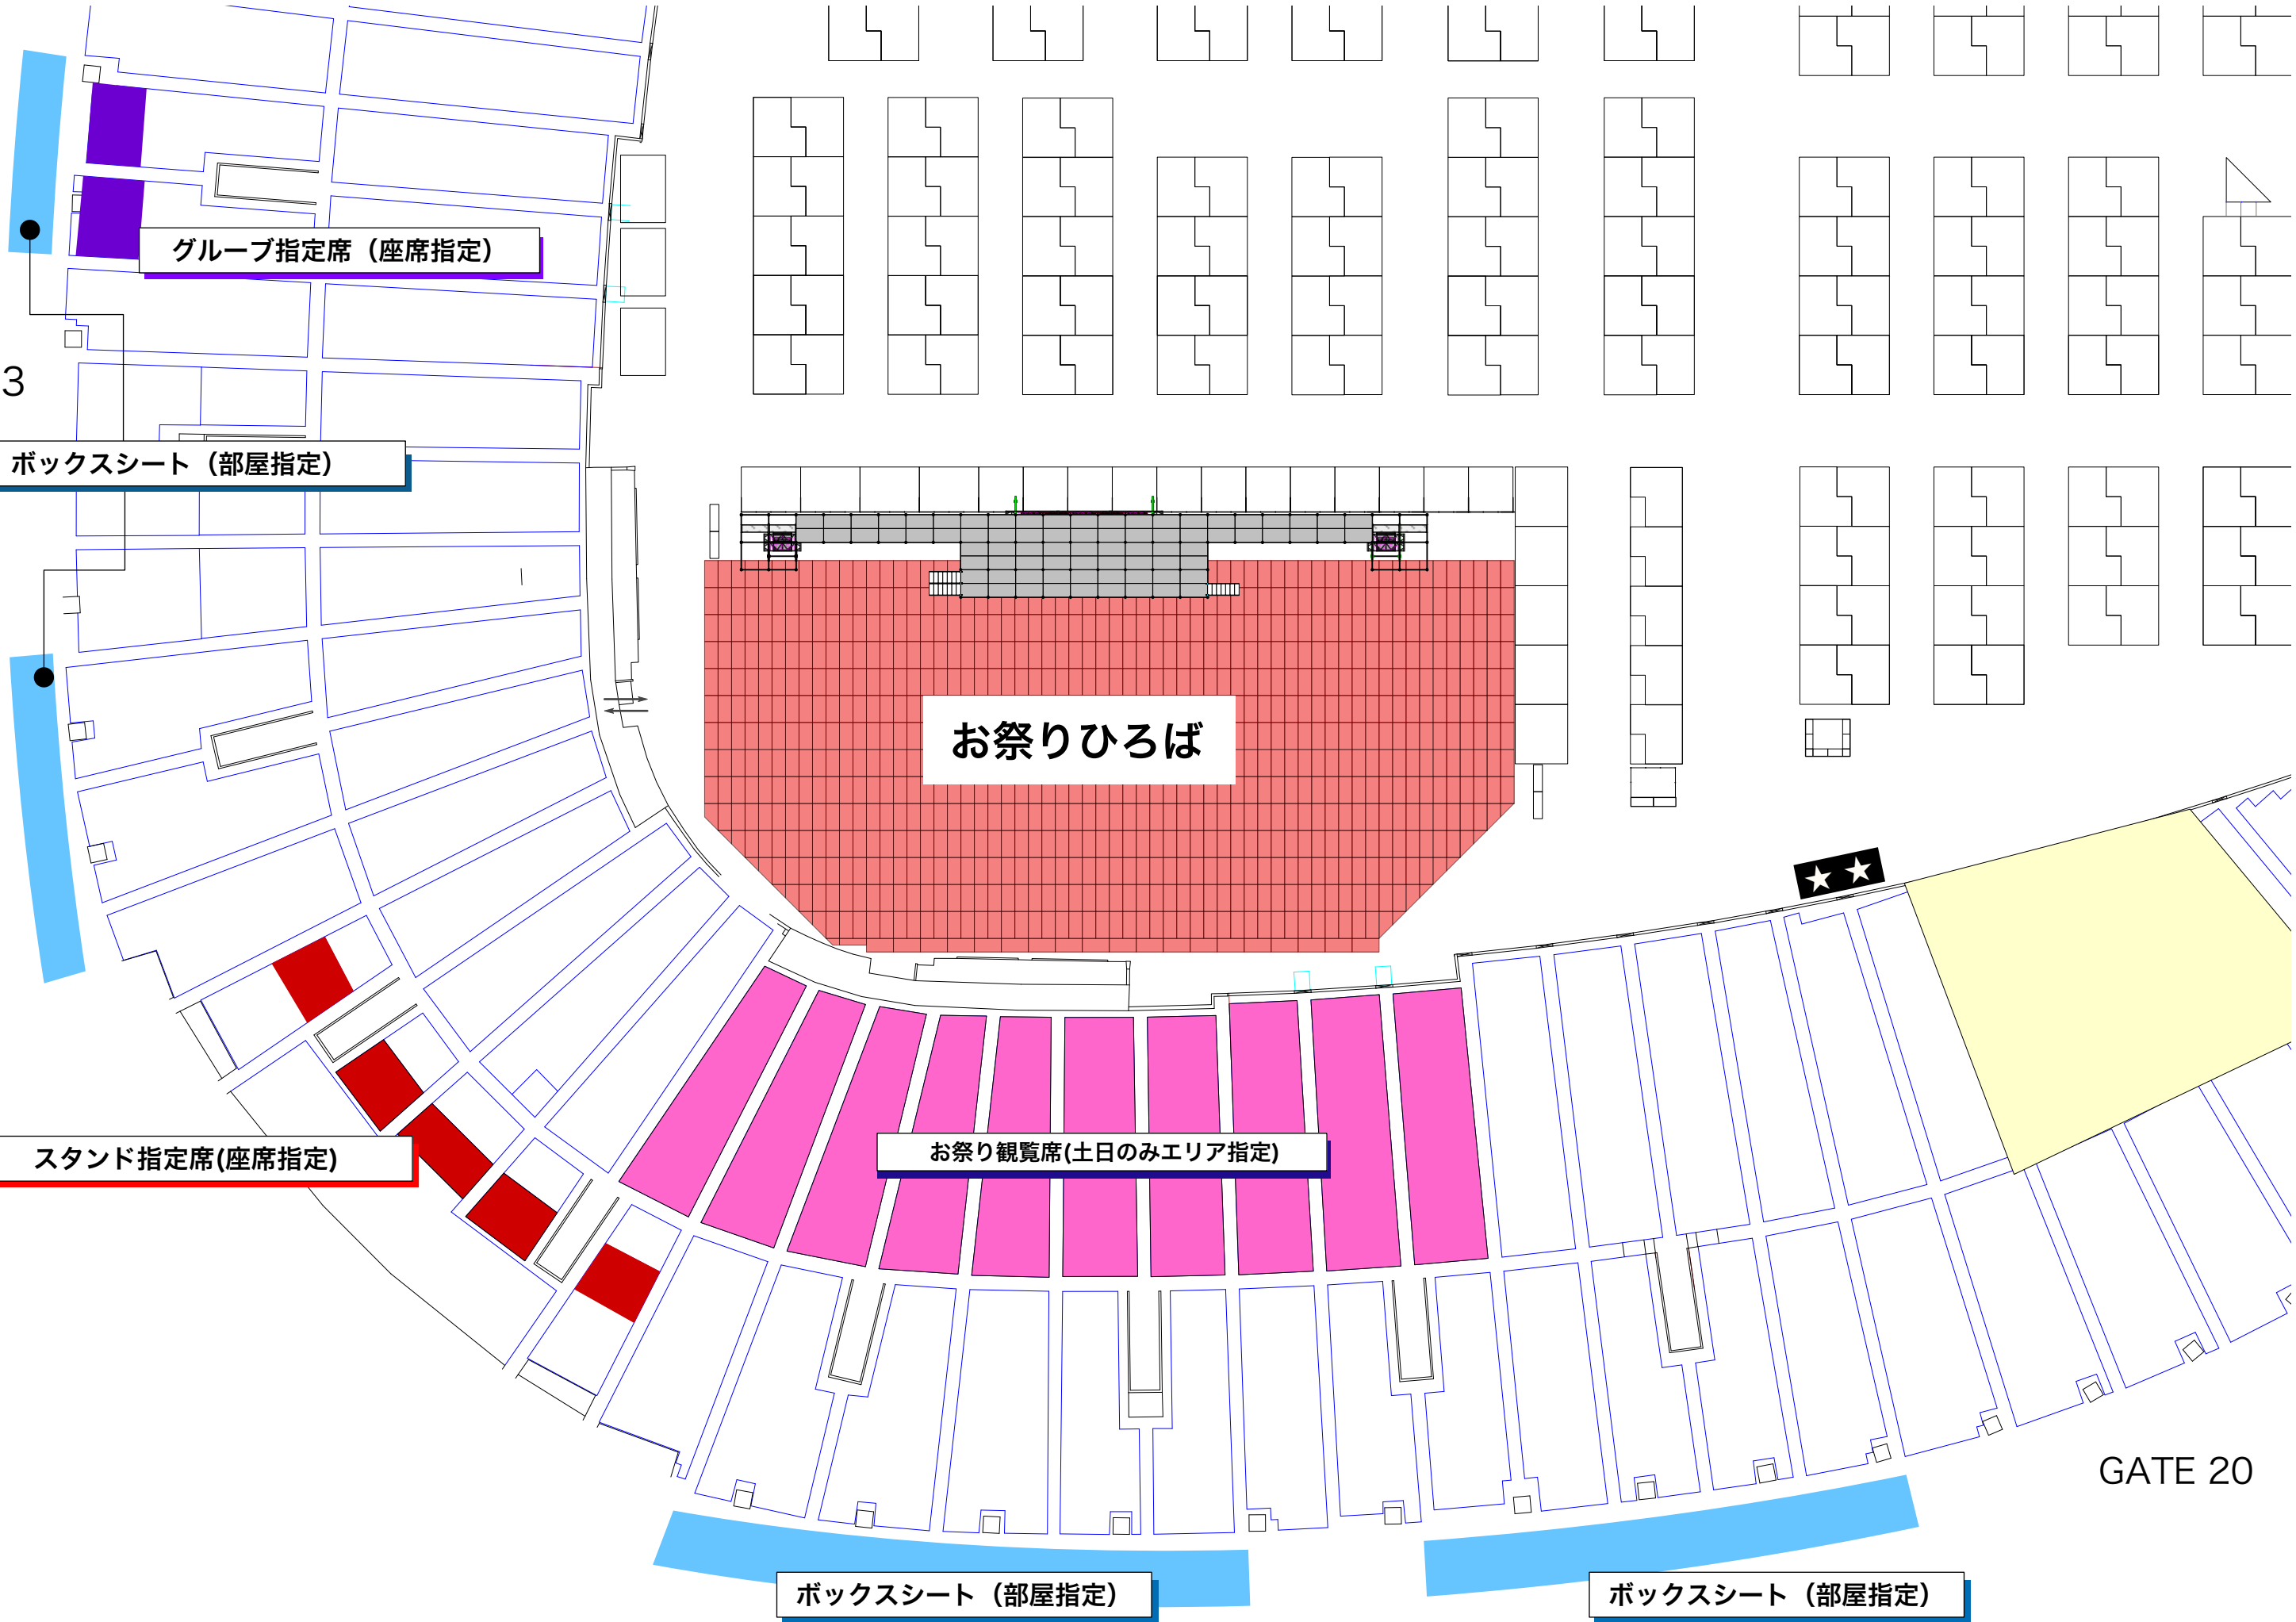 グループ指定席（座席指定）
3
ボックスシート（部屋指定）
お祭りひろば
スタンド指定席(座席指定)
お祭り観覧席(土日のみエリア指定)
GATE 20
ボックスシート（部屋指定）
ボックスシート（部屋指定）